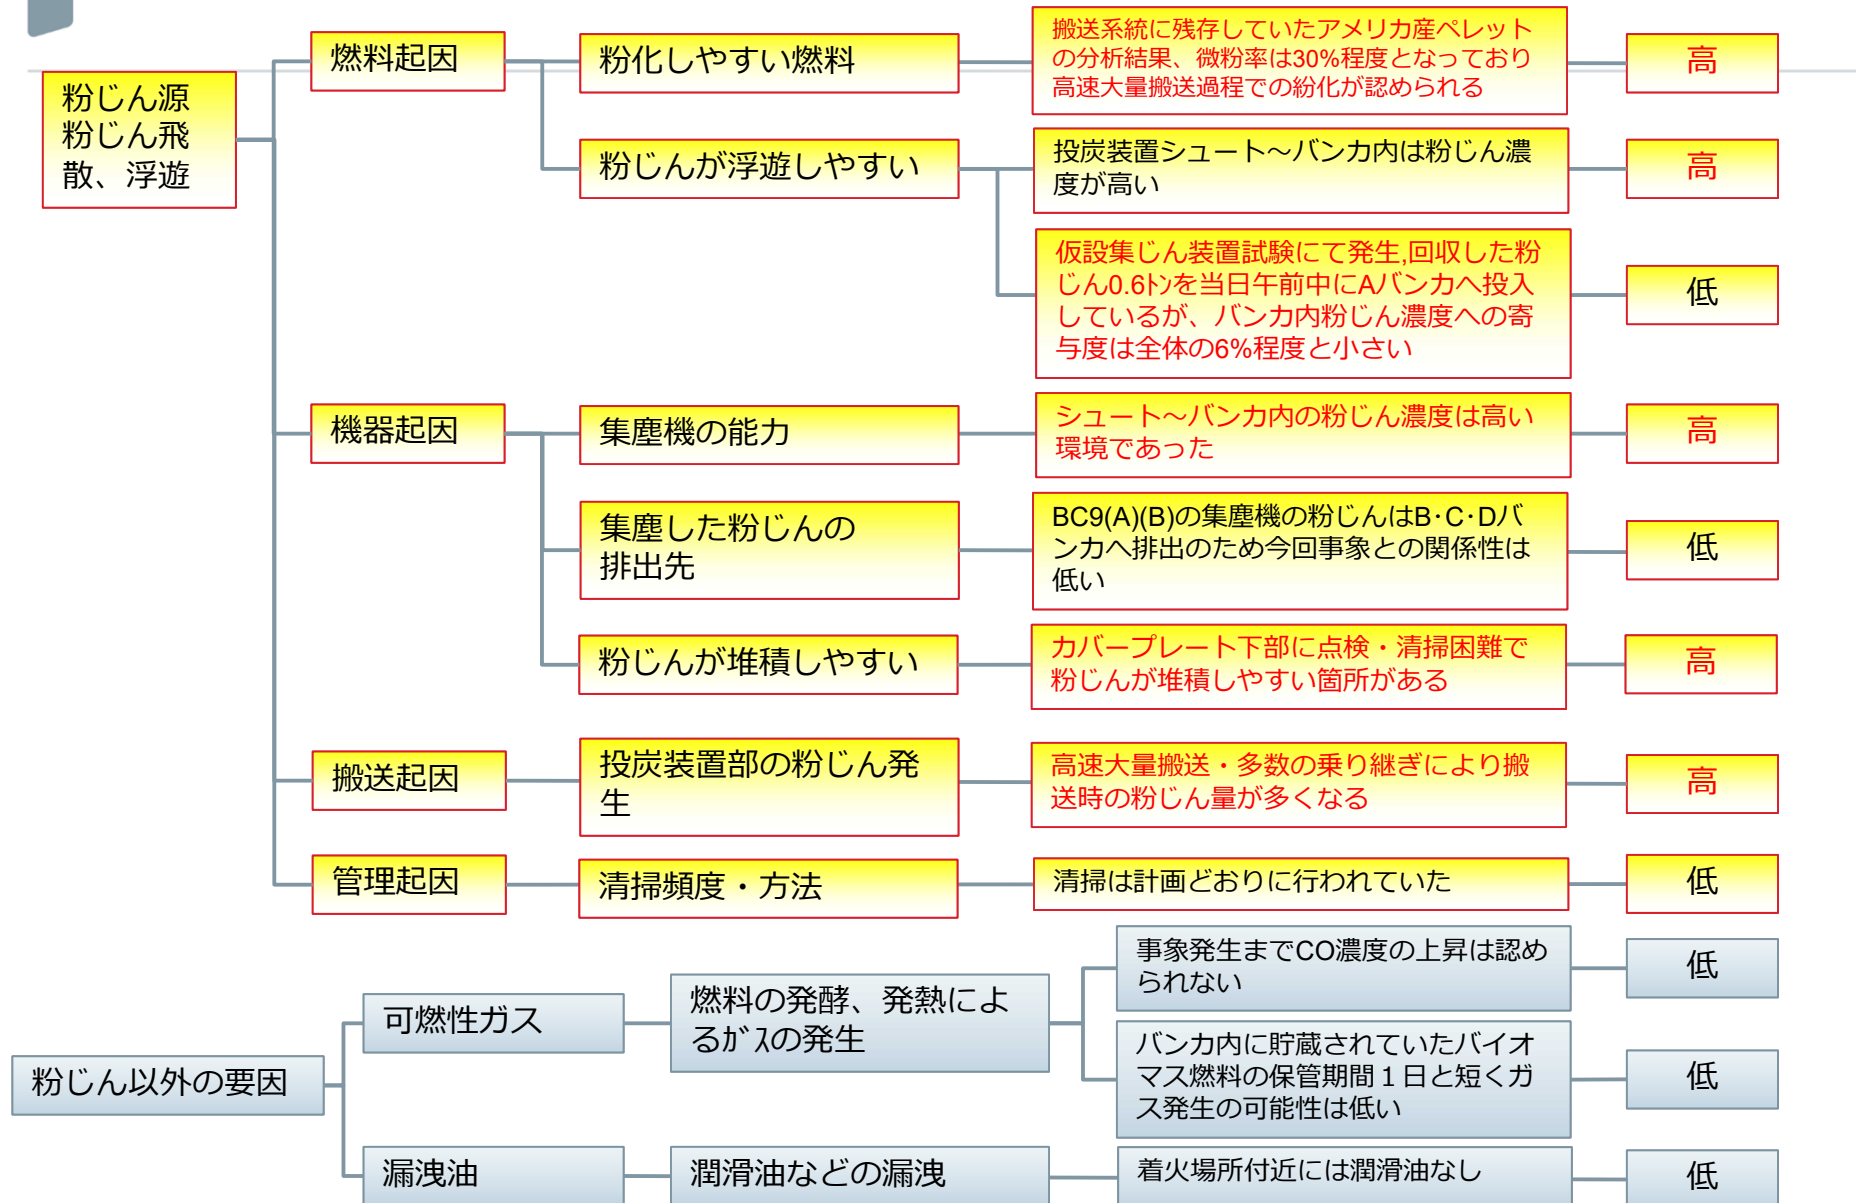 粉じん源
粉じん飛
散、浮遊
燃料起因
粉化しやすい燃料
搬送系統に残存していたアメリカ産ペレット
の分析結果、微粉率は30%程度となっており
高速大量搬送過程での紛化が認められる
高
粉じんが浮遊しやすい
投炭装置シュート～バンカ内は粉じん濃
度が高い
高
仮設集じん装置試験にて発生,回収した粉
じん0.6㌧を当日午前中にAバンカへ投入
しているが、バンカ内粉じん濃度への寄
与度は全体の6%程度と小さい
低
機器起因
集塵機の能力
シュート～バンカ内の粉じん濃度は高い
環境であった
高
集塵した粉じんの
排出先
BC9(A)(B)の集塵機の粉じんはB･C･Dバ
ンカへ排出のため今回事象との関係性は
低い
低
粉じんが堆積しやすい
カバープレート下部に点検・清掃困難で
粉じんが堆積しやすい箇所がある
高
搬送起因
投炭装置部の粉じん発
生
高速大量搬送・多数の乗り継ぎにより搬
送時の粉じん量が多くなる
高
管理起因
清掃頻度・方法
清掃は計画どおりに行われていた
低
粉じん以外の要因
可燃性ガス
燃料の発酵、発熱によ
るｶﾞｽの発生
事象発生までCO濃度の上昇は認め
られない
低
バンカ内に貯蔵されていたバイオ
マス燃料の保管期間１日と短くガ
ス発生の可能性は低い
低
漏洩油
潤滑油などの漏洩
着火場所付近には潤滑油なし
低